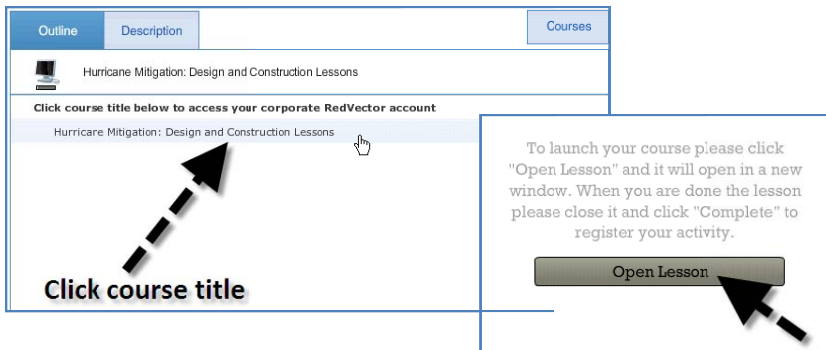 Outline
Description
Courses
Hurricane Mitigation: Design and Construction Lessons
Click course title below to access your corporate RedVector account
Hurricare Mitigation: Design and Construction Lessons
Click course title
To launch your course please click
"Open Lesson" and it will open in a new
window. When you are done the lesson
please close it and click "Complete" to
register your activity.
Open Lesson